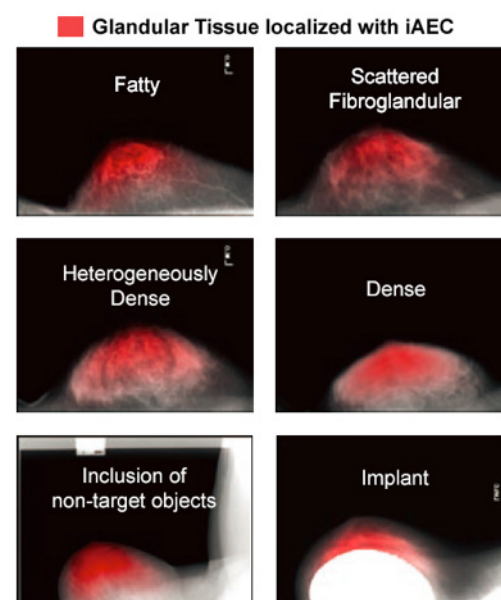 Glandular Tissue localized with iAEC
Fatty
Scattered
Fibroglandular
Heterogeneously
Dense
Dense
Inclusion of
non-target objects
Implant